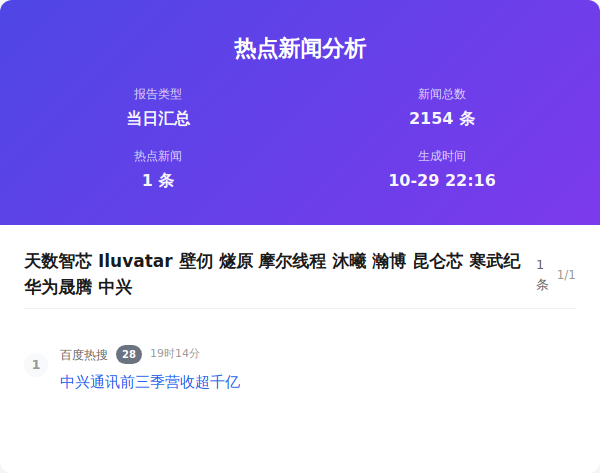 热点新闻分析
报告类型
新闻总数
当日汇总
2154 条
热点新闻
生成时间
1 条
10-29 22:16
天数智芯 Iluvatar 壁仞 燧原 摩尔线程 沐曦 瀚博 昆仑芯 寒武纪
华为晟腾 中兴
1
条
1/1
1
百度热搜 28 19时14分
中兴通讯前三季营收超千亿